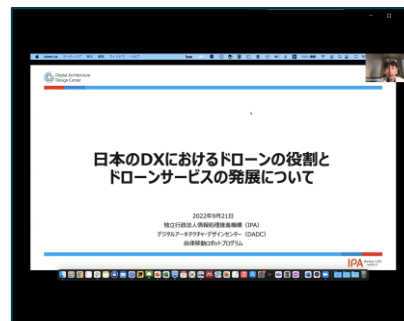 Digital Architecture
Design Center
日本のDXにおけるドローンの役割と
ドローンサービスの発展について
2022年9月21日
独立行政法人情報処理推進機構（IPA）
デジタルアーキテクチャ・デザインセンター（DADC）
自律移動ロボットプログラム
IPA